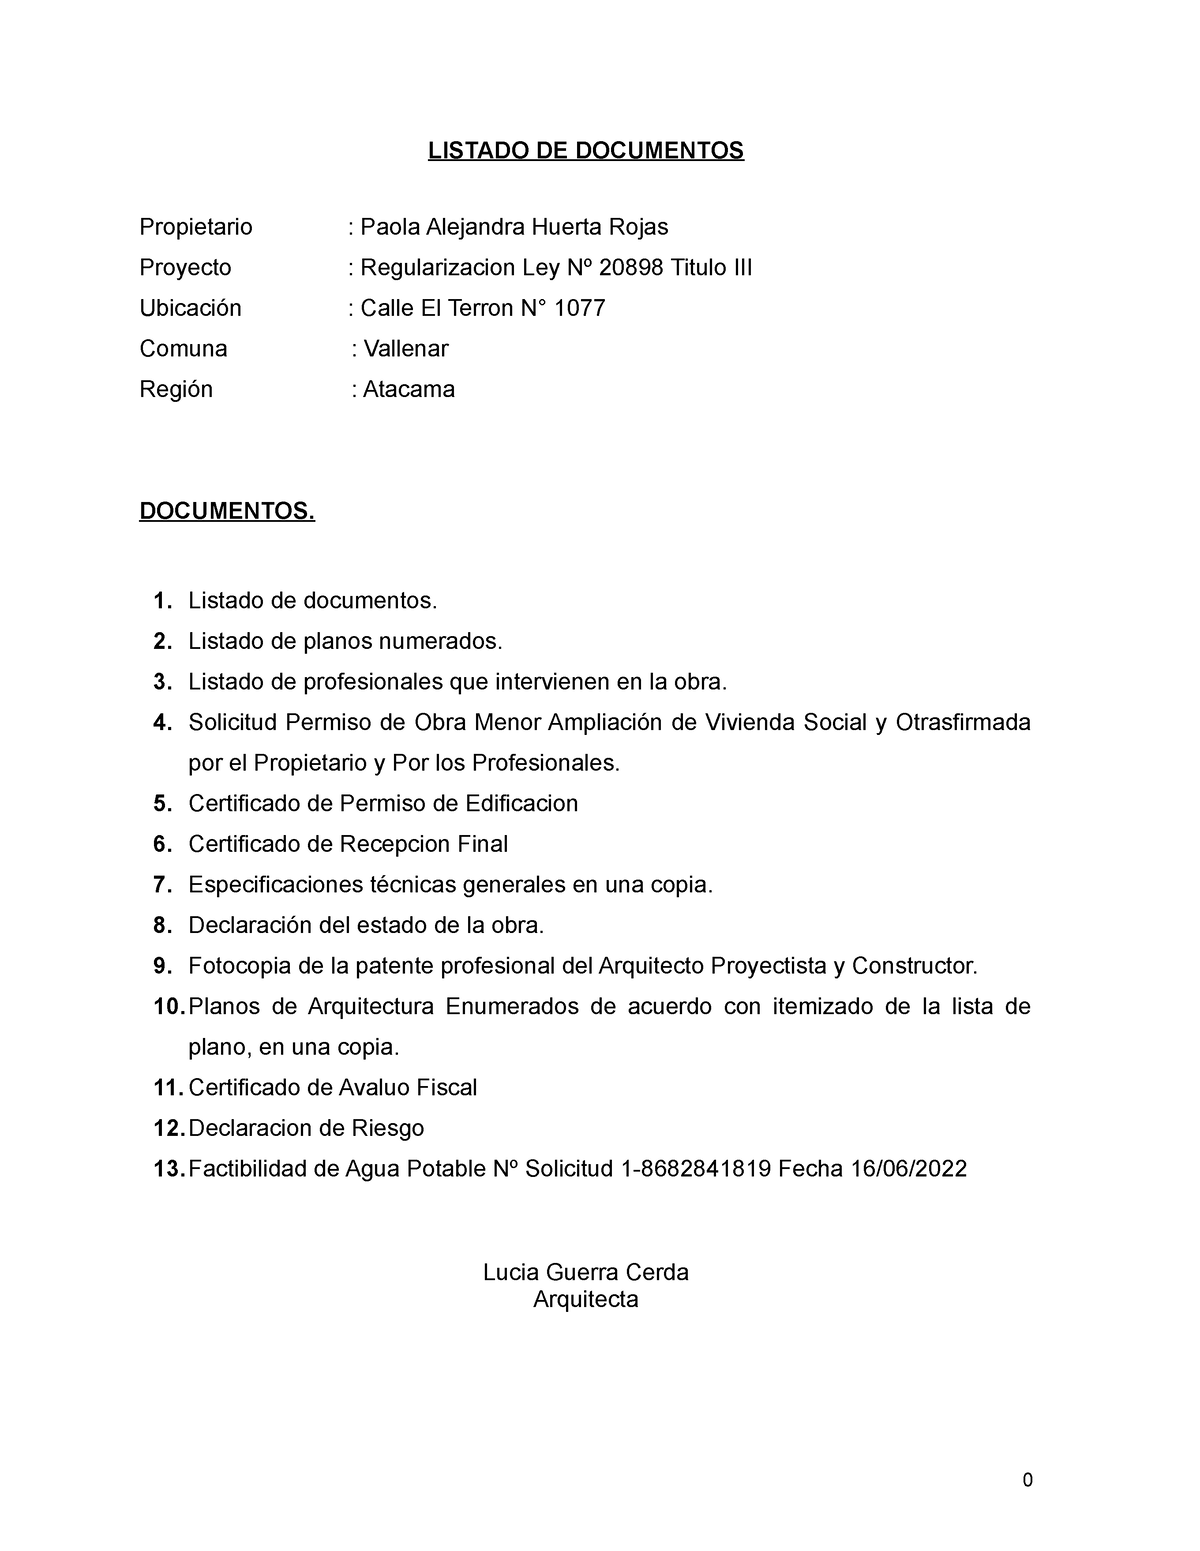 LISTADO DE DOCUMENTOS
Propietario : Paola Alejandra Huerta Rojas
Proyecto : Regularizacion Ley Nº 20898 Titulo III
Ubicación : Calle El Terron N° 1077
Comuna : Vallenar
Región : Atacama
DOCUMENTOS.
1. Listado de documentos.
2. Listado de planos numerados.
3. Listado de profesionales que intervienen en la obra.
4. Solicitud Permiso de Obra Menor Ampliación de Vivienda Social y Otrasfirmada
por el Propietario y Por los Profesionales.
5. Certificado de Permiso de Edificacion
6. Certificado de Recepcion Final
7. Especificaciones técnicas generales en una copia.
8. Declaración del estado de la obra.
9. Fotocopia de la patente profesional del Arquitecto Proyectista y Constructor.
10. Planos de Arquitectura Enumerados de acuerdo con itemizado de la lista de
plano, en una copia.
11. Certificado de Avaluo Fiscal
12. Declaracion de Riesgo
13. Factibilidad de Agua Potable Nº Solicitud 1-8682841819 Fecha 16/06/2022
Lucia Guerra Cerda
Arquitecta
0